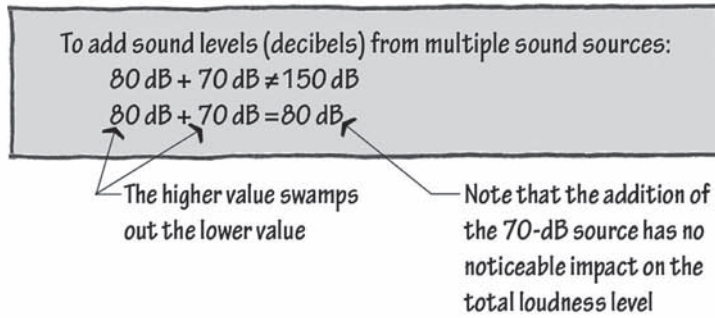 To add sound levels (decibels) from multiple sound sources:
80 dB + 70 dB ≠ 150 dB
80 dB + 70 dB = 80 dB
The higher value swamps
out the lower value
Note that the addition of
the 70-dB source has no
noticeable impact on the
total loudness level